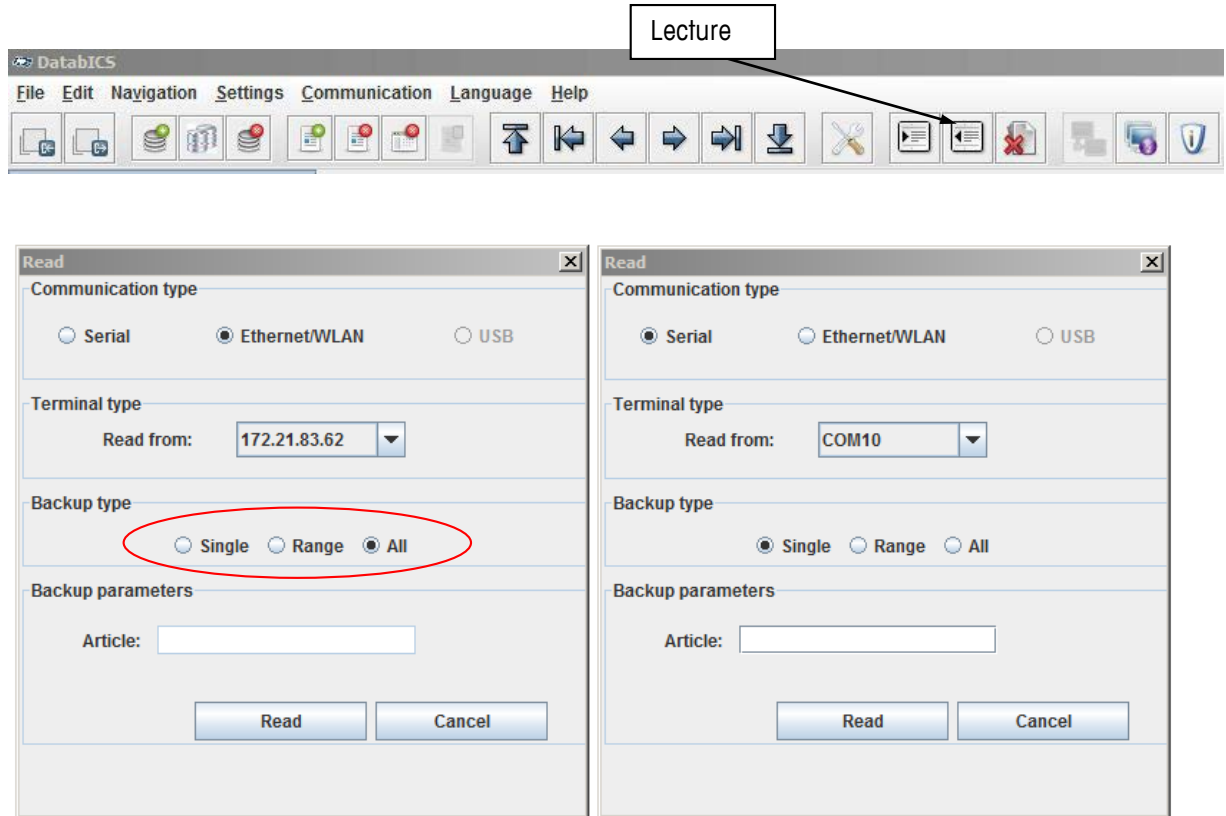 Lecture
DatabICS
File Edit Navigation Settings Communication Language Help
Read
Communication type
Serial Ethernet/WLAN USB
Terminal type
Read from: 172.21.83.62
Backup type
Single Range All
Backup parameters
Article:
Read Cancel
Read
Communication type
Serial Ethernet/WLAN USB
Terminal type
Read from: COM10
Backup type
Single Range All
Backup parameters
Article:
Read Cancel